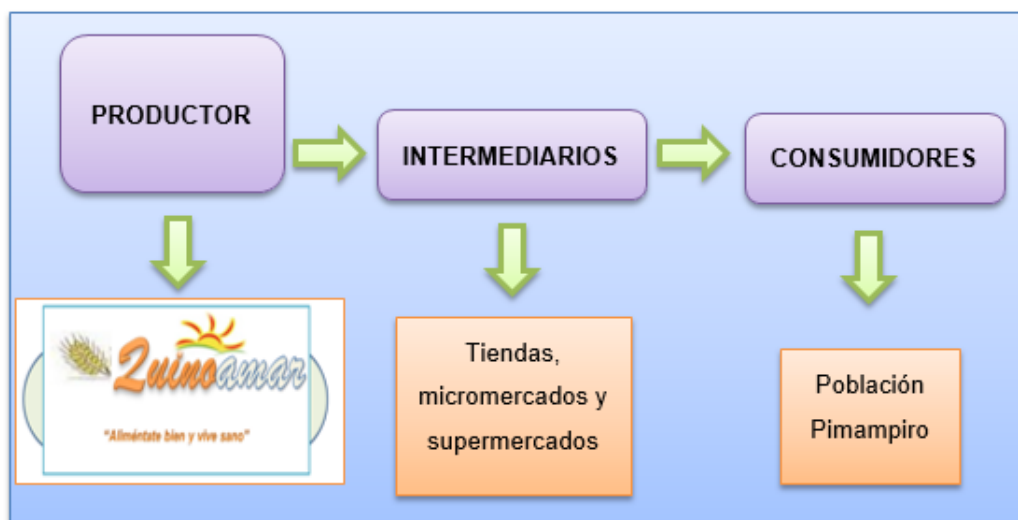 PRODUCTOR
INTERMEDIARIOS
CONSUMIDORES
Quinoamar
"Aliméntate bien y vive sano"
Tiendas,
micromercados y
supermercados
Población
Pimampiro